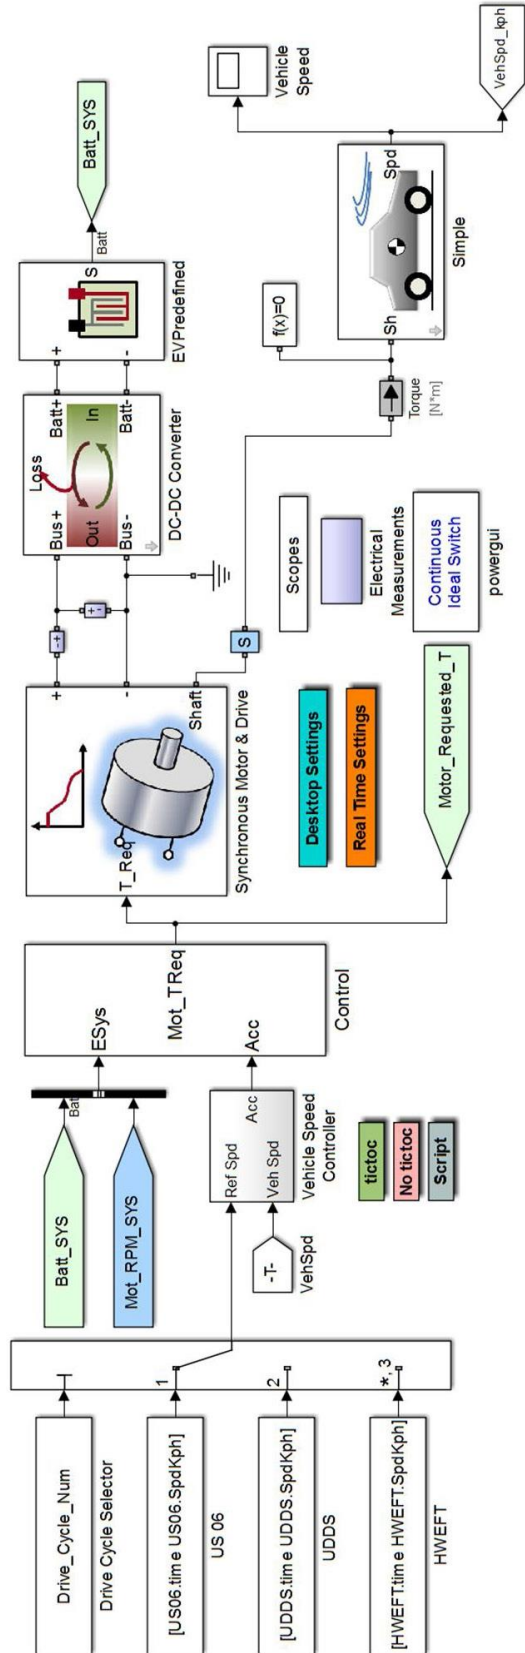 Drive_Cycle_Num
Drive Cycle Selector
[US06.time US06.SpdKph]
US 06
[UDDS.time UDDS.SpdKph]
UDDS
[HWEFT.time HWEFT.SpdKph]
HWEFT
1
2
*, 3
Batt_SYS
Bat
Mot_RPM_SYS
-T-
VehSpd
Ref Spd
Veh Spd
Acc
Vehicle Speed
Controller
tictoc
No tictoc
Script
ESys
Mot_TReq
Acc
Control
T_Req
+
-
Shaft
Synchronous Motor & Drive
Motor_Requested_T
Desktop Settings
Real Time Settings
-+
+-
S
Scopes
Electrical
Measurements
Continuous
Ideal Switch
powergui
Bus+
Batt+
Loss
Out
In
Bus-
Batt-
DC-DC Converter
+
-
S
EVPredefined
Batt
Batt_SYS
Torque
[N*m]
f(x)=0
Sh
Spd
Simple
Vehicle
Speed
VehSpd_kph